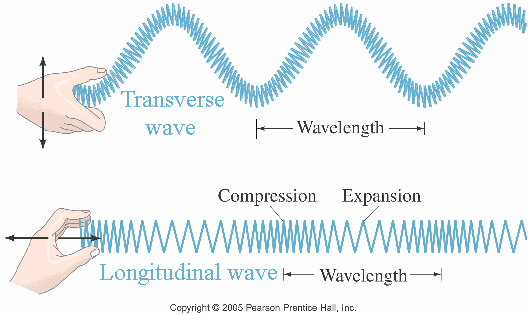 Transverse
wave
Wavelength
Compression Expansion
Longitudinal wave
Wavelength
Copyright © 2005 Pearson Prentice Hall, Inc.